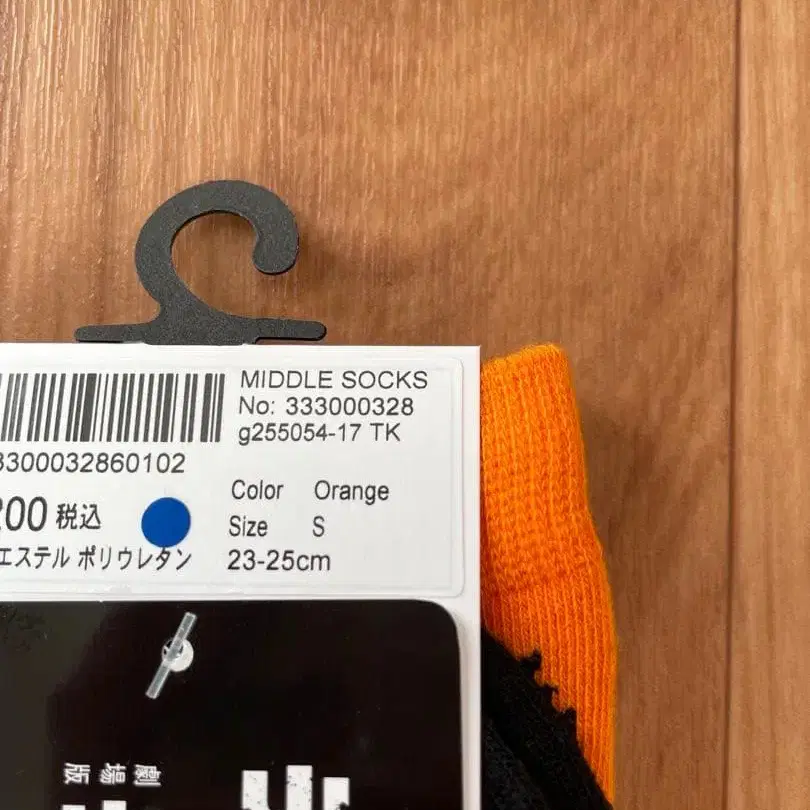 MIDDLE SOCKS
No: 333000328
g255054-17 TK
3300032860102
200 税込
Color Orange
Size S
エステル ポリウレタン
23-25cm
劇場版